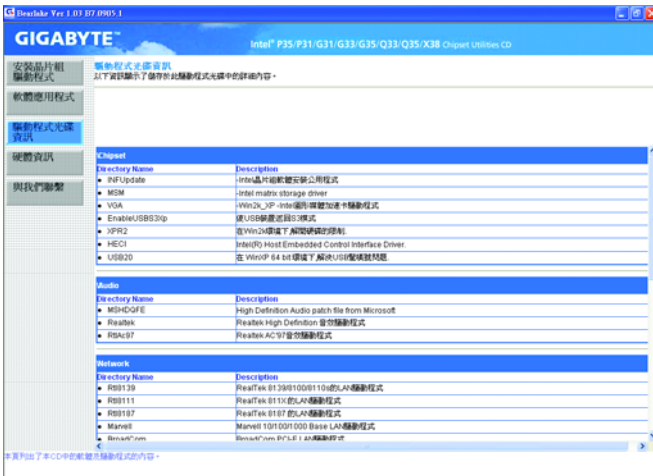 Bearlake Ver 1.03 B7.0905.1
GIGABYTE™
Intel® P35/P31/G31/G33/G35/Q33/Q35/X38 Chipset Utilities CD
安裝晶片組
驅動程式
軟體應用程式
驅動程式光碟
資訊
硬體資訊
與我們聯繫
驅動程式光碟資訊
以下資訊顯示了儲存於此驅動程式光碟中的詳細內容。
Chipset
Directory Name Description
• INFUpdate -Intel晶片組軟體安裝公用程式
• MSM -Intel matrix storage driver
• VGA -Win2k_XP -Intel圖形媒體加速卡驅動程式
• EnableUSBS3Xp 使USB裝置返回S3模式
• XPR2 在Win2k環境下,解開硬碟的限制.
• HECI Intel(R) Host Embedded Control Interface Driver.
• USB20 在 WinXP 64 bit 環境下,解決USB驚嘆號問題.
Audio
Directory Name Description
• MSHDQFE High Definition Audio patch file from Microsoft
• Realtek Realtek High Definition 音效驅動程式
• RtlAc97 Realtek AC'97音效驅動程式
Network
Directory Name Description
• Rtl8139 RealTek 8139/8100/8110s的LAN驅動程式
• Rtl8111 RealTek 811X 的LAN驅動程式
• Rtl8187 RealTek 8187 的LAN驅動程式
• Marvell Marvell 10/100/1000 Base LAN驅動程式
• BroadCom BroadCom PCI-E LAN驅動程式
本頁列出了本CD中的軟體及驅動程式的內容。